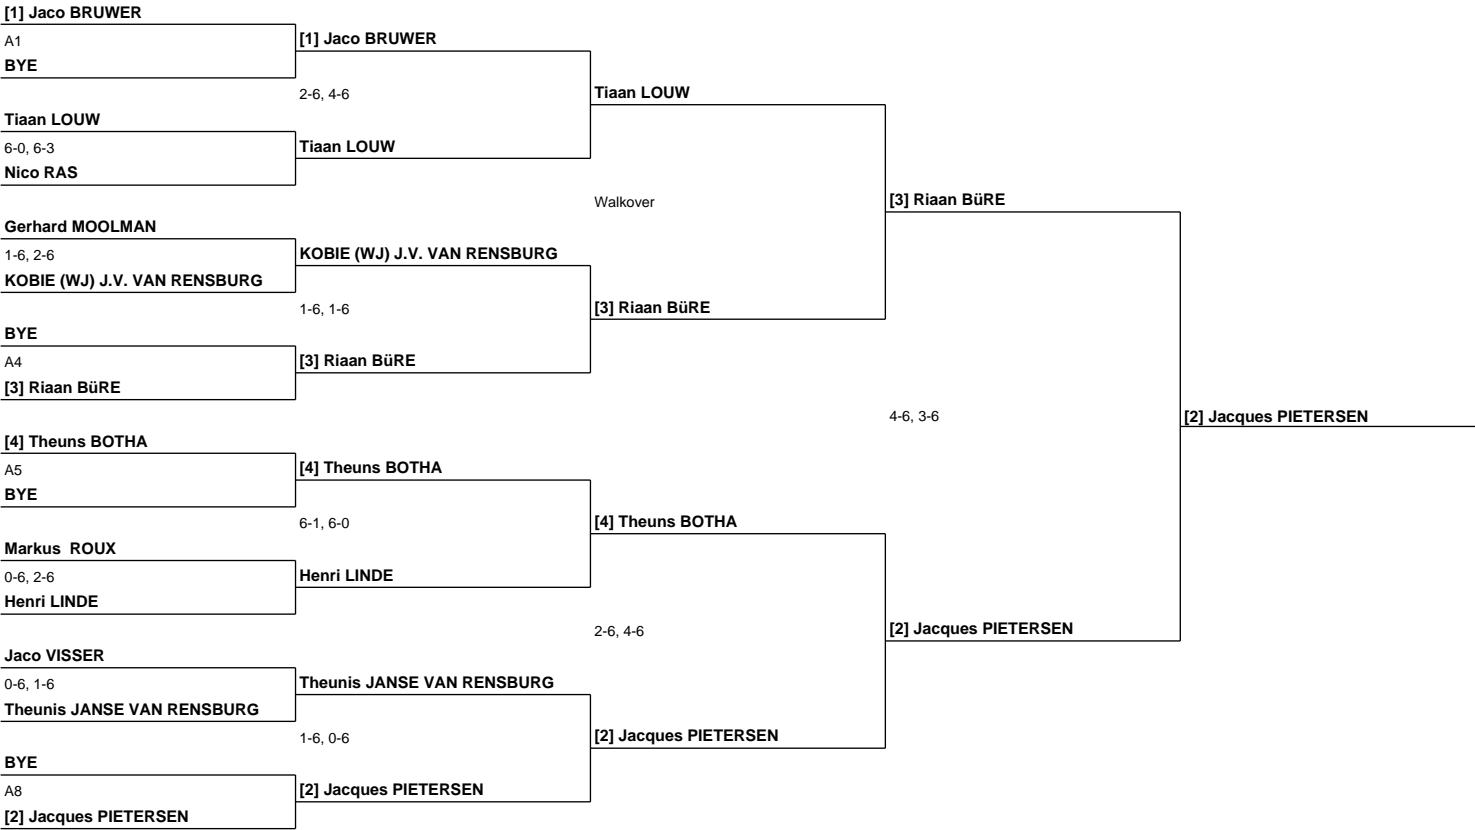 [1] Jaco BRUWER
A1
BYE
[1] Jaco BRUWER
2-6, 4-6
Tiaan LOUW
6-0, 6-3
Nico RAS
Tiaan LOUW
Tiaan LOUW
Walkover
Gerhard MOOLMAN
1-6, 2-6
KOBIE (WJ) J.V. VAN RENSBURG
KOBIE (WJ) J.V. VAN RENSBURG
1-6, 1-6
BYE
A4
[3] Riaan BüRE
[3] Riaan BüRE
[3] Riaan BüRE
[3] Riaan BüRE
4-6, 3-6
[2] Jacques PIETERSEN
[4] Theuns BOTHA
A5
BYE
[4] Theuns BOTHA
6-1, 6-0
Markus  ROUX
0-6, 2-6
Henri LINDE
Henri LINDE
[4] Theuns BOTHA
2-6, 4-6
[2] Jacques PIETERSEN
Jaco VISSER
0-6, 1-6
Theunis JANSE VAN RENSBURG
Theunis JANSE VAN RENSBURG
1-6, 0-6
BYE
A8
[2] Jacques PIETERSEN
[2] Jacques PIETERSEN
[2] Jacques PIETERSEN